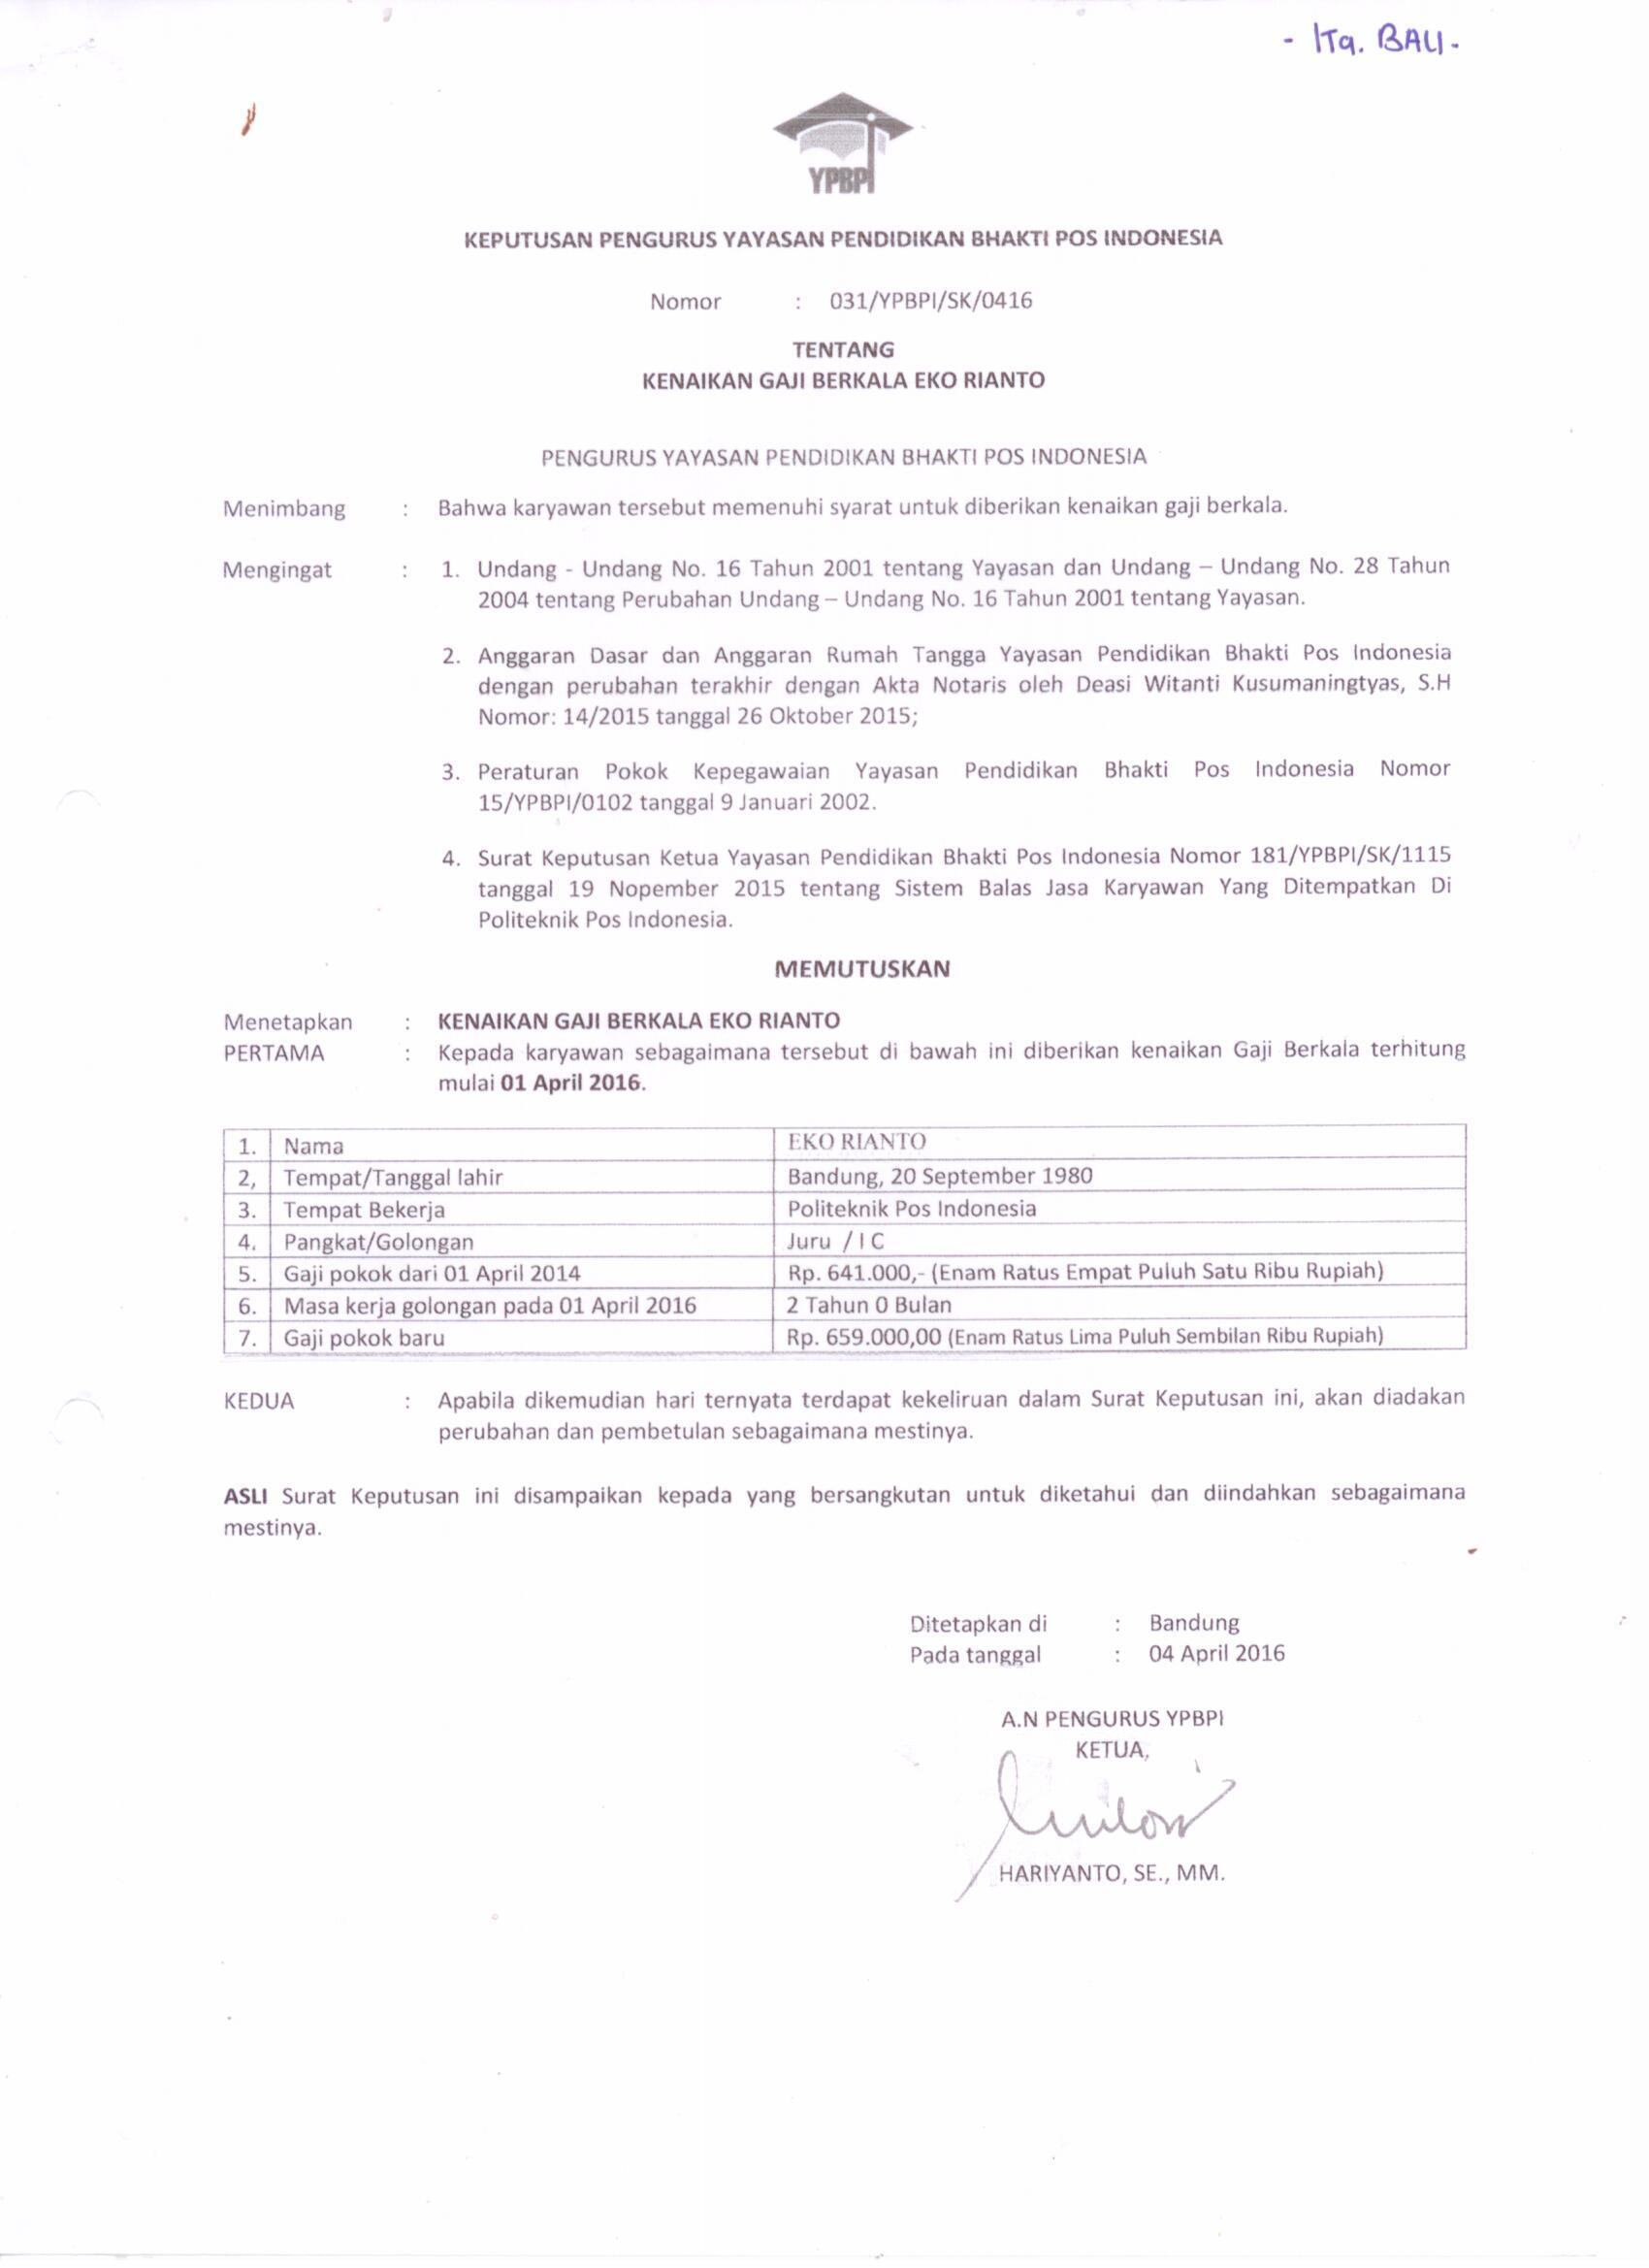 - Ktg. BALI -
YPBPI
KEPUTUSAN PENGURUS YAYASAN PENDIDIKAN BHAKTI POS INDONESIA
Nomor : 031/YPBPI/SK/0416
TENTANG
KENAIKAN GAJI BERKALA EKO RIANTO
PENGURUS YAYASAN PENDIDIKAN BHAKTI POS INDONESIA
Menimbang : Bahwa karyawan tersebut memenuhi syarat untuk diberikan kenaikan gaji berkala.
Mengingat : 1. Undang - Undang No. 16 Tahun 2001 tentang Yayasan dan Undang – Undang No. 28 Tahun
2004 tentang Perubahan Undang – Undang No. 16 Tahun 2001 tentang Yayasan.
2. Anggaran Dasar dan Anggaran Rumah Tangga Yayasan Pendidikan Bhakti Pos Indonesia
dengan perubahan terakhir dengan Akta Notaris oleh Deasi Witanti Kusumaningtyas, S.H
Nomor: 14/2015 tanggal 26 Oktober 2015;
3. Peraturan Pokok Kepegawaian Yayasan Pendidikan Bhakti Pos Indonesia Nomor
15/YPBPI/0102 tanggal 9 Januari 2002.
4. Surat Keputusan Ketua Yayasan Pendidikan Bhakti Pos Indonesia Nomor 181/YPBPI/SK/1115
tanggal 19 Nopember 2015 tentang Sistem Balas Jasa Karyawan Yang Ditempatkan Di
Politeknik Pos Indonesia.
MEMUTUSKAN
Menetapkan : KENAIKAN GAJI BERKALA EKO RIANTO
PERTAMA : Kepada karyawan sebagaimana tersebut di bawah ini diberikan kenaikan Gaji Berkala terhitung
mulai 01 April 2016.
1. Nama EKO RIANTO
2, Tempat/Tanggal lahir Bandung, 20 September 1980
3. Tempat Bekerja Politeknik Pos Indonesia
4. Pangkat/Golongan Juru / I C
5. Gaji pokok dari 01 April 2014 Rp. 641.000,- (Enam Ratus Empat Puluh Satu Ribu Rupiah)
6. Masa kerja golongan pada 01 April 2016 2 Tahun 0 Bulan
7. Gaji pokok baru Rp. 659.000,00 (Enam Ratus Lima Puluh Sembilan Ribu Rupiah)
KEDUA : Apabila dikemudian hari ternyata terdapat kekeliruan dalam Surat Keputusan ini, akan diadakan
perubahan dan pembetulan sebagaimana mestinya.
ASLI Surat Keputusan ini disampaikan kepada yang bersangkutan untuk diketahui dan diindahkan sebagaimana
mestinya.
Ditetapkan di : Bandung
Pada tanggal : 04 April 2016
A.N PENGURUS YPBPI
KETUA,
HARIYANTO, SE., MM.